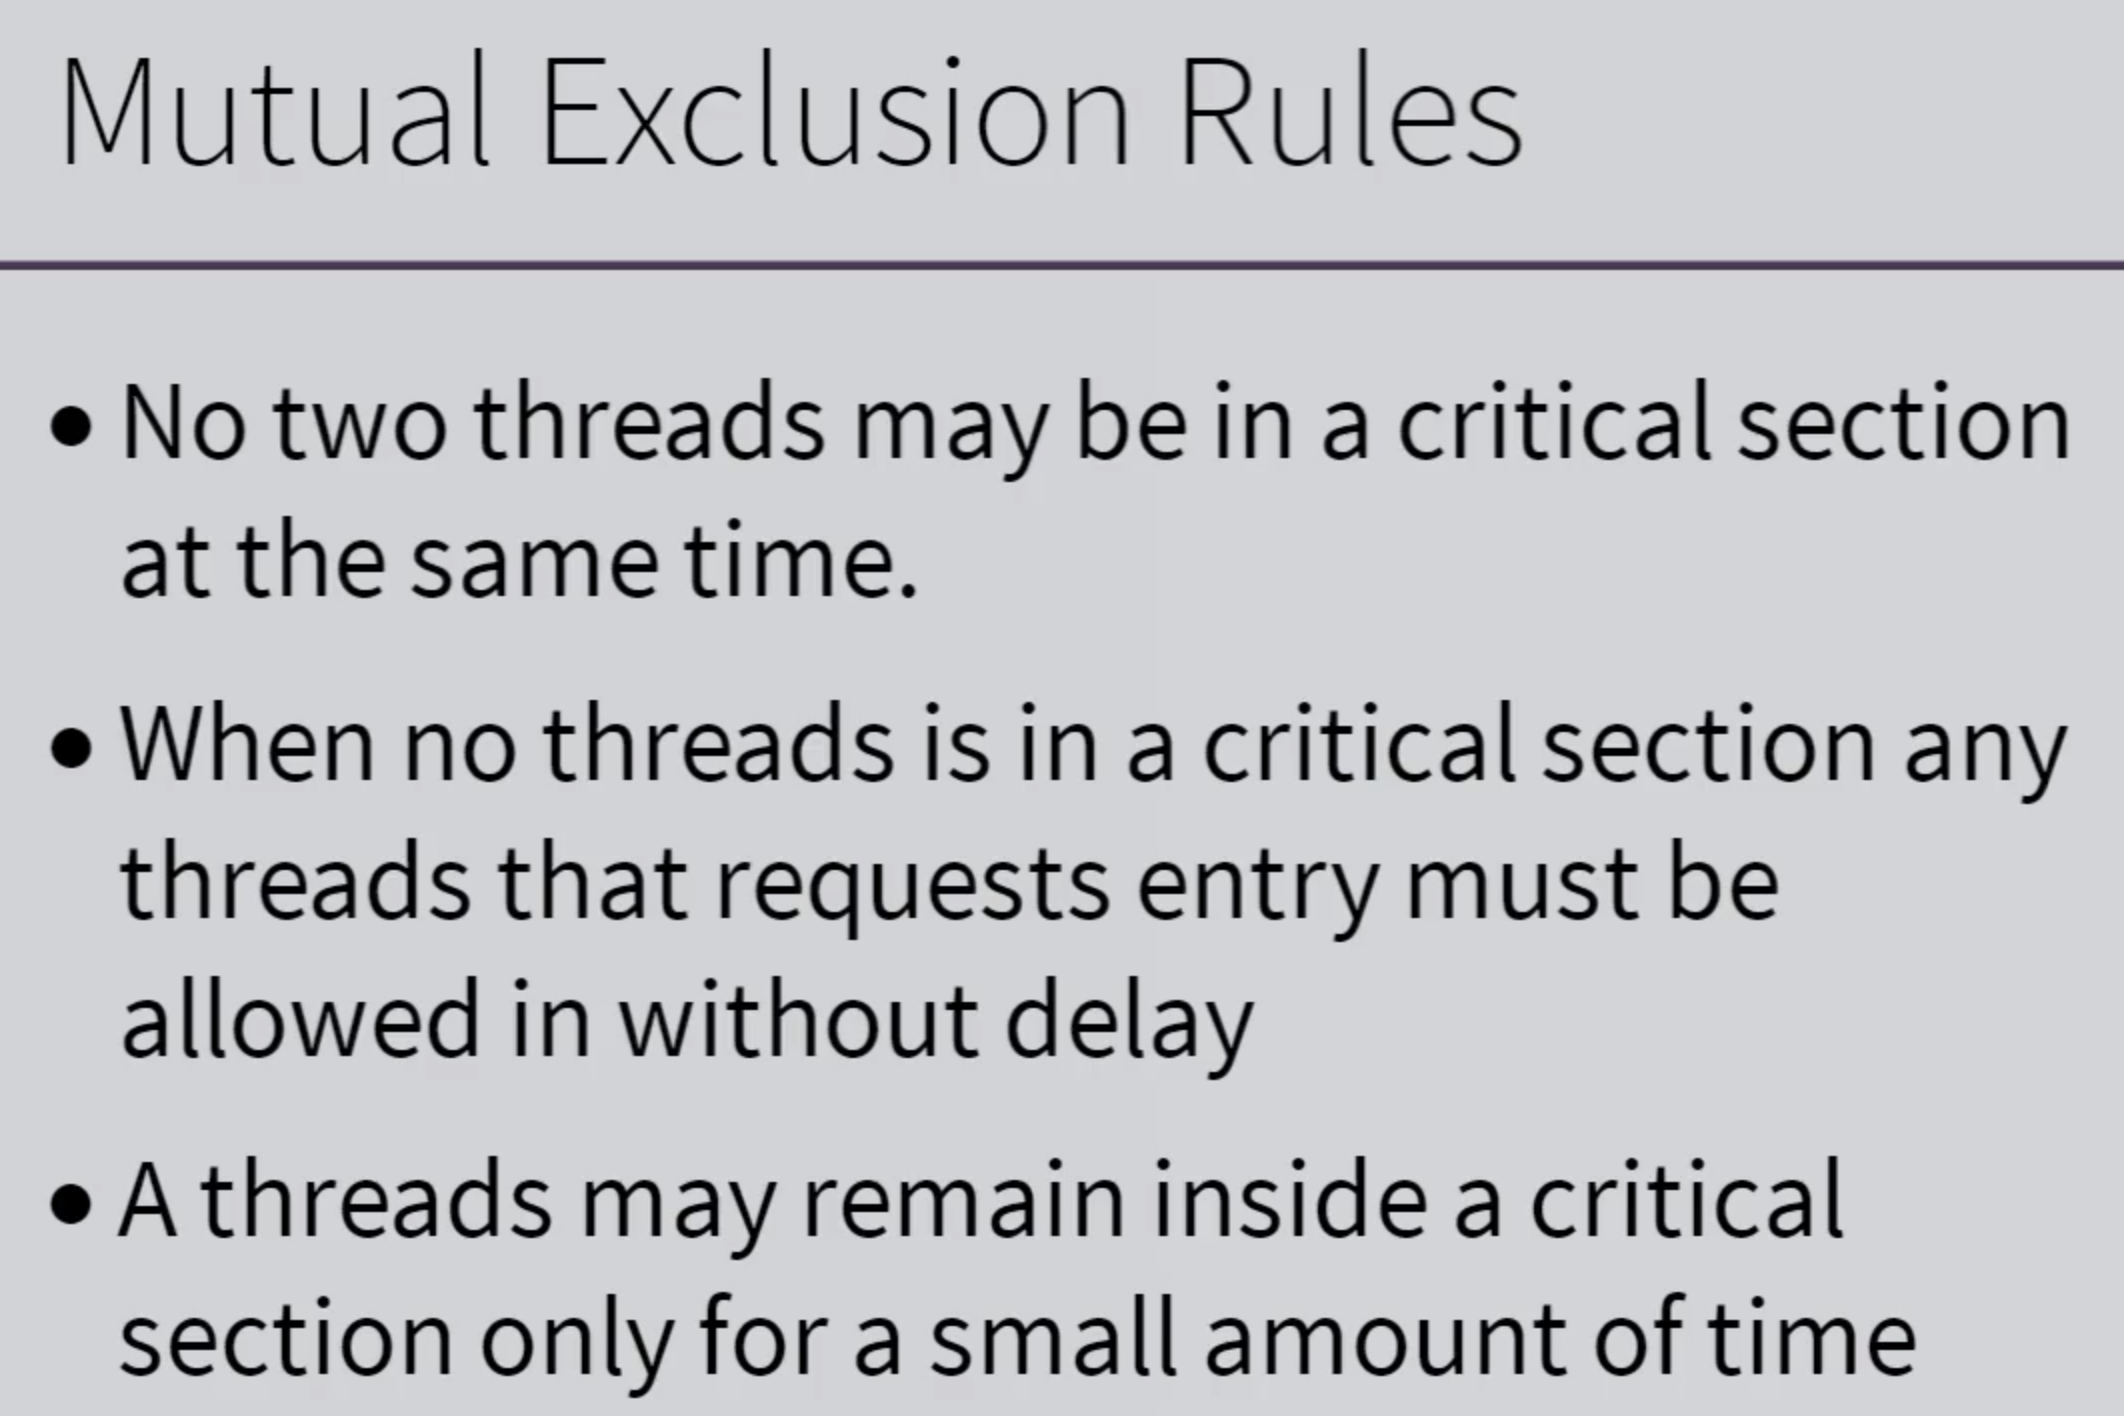 Mutual Exclusion Rules
• No two threads may be in a critical section
at the same time.
• When no threads is in a critical section any
threads that requests entry must be
allowed in without delay
• A threads may remain inside a critical
section only for a small amount of time